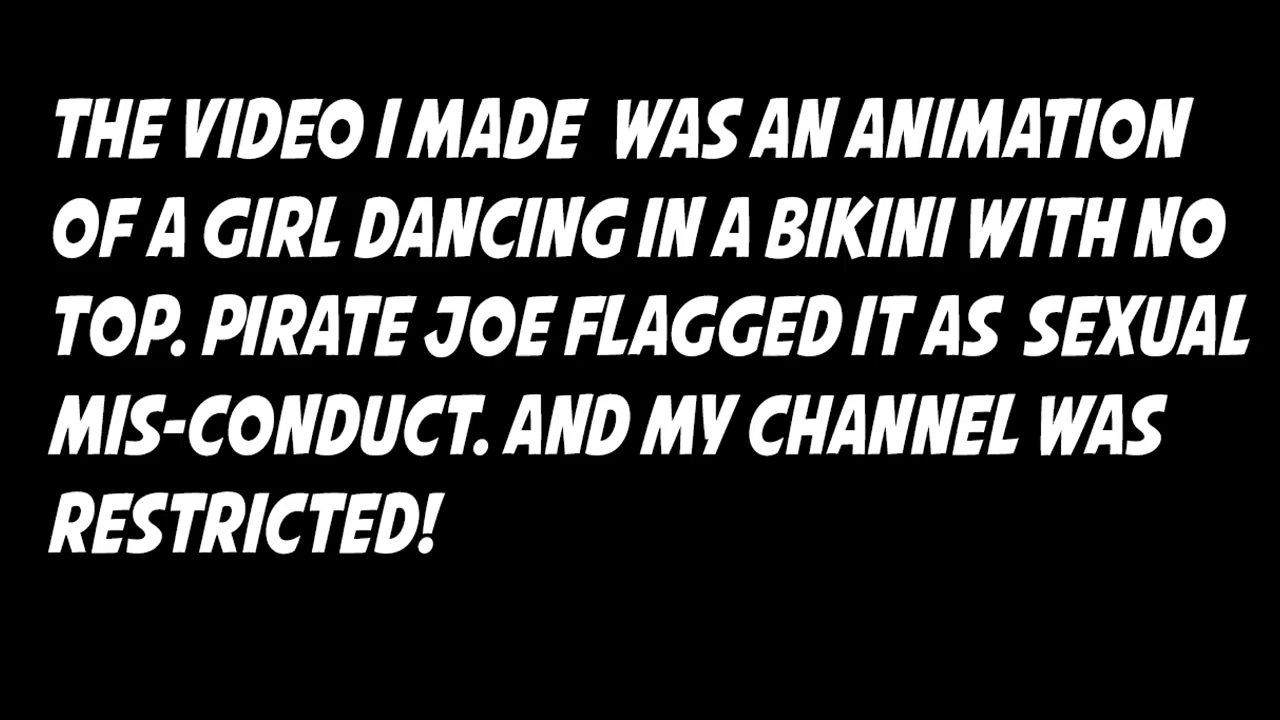 THE VIDEO I MADE WAS AN ANIMATION
OF A GIRL DANCING IN A BIKINI WITH NO
TOP. PIRATE JOE FLAGGED IT AS SEXUAL
MIS-CONDUCT. AND MY CHANNEL WAS
RESTRICTED!